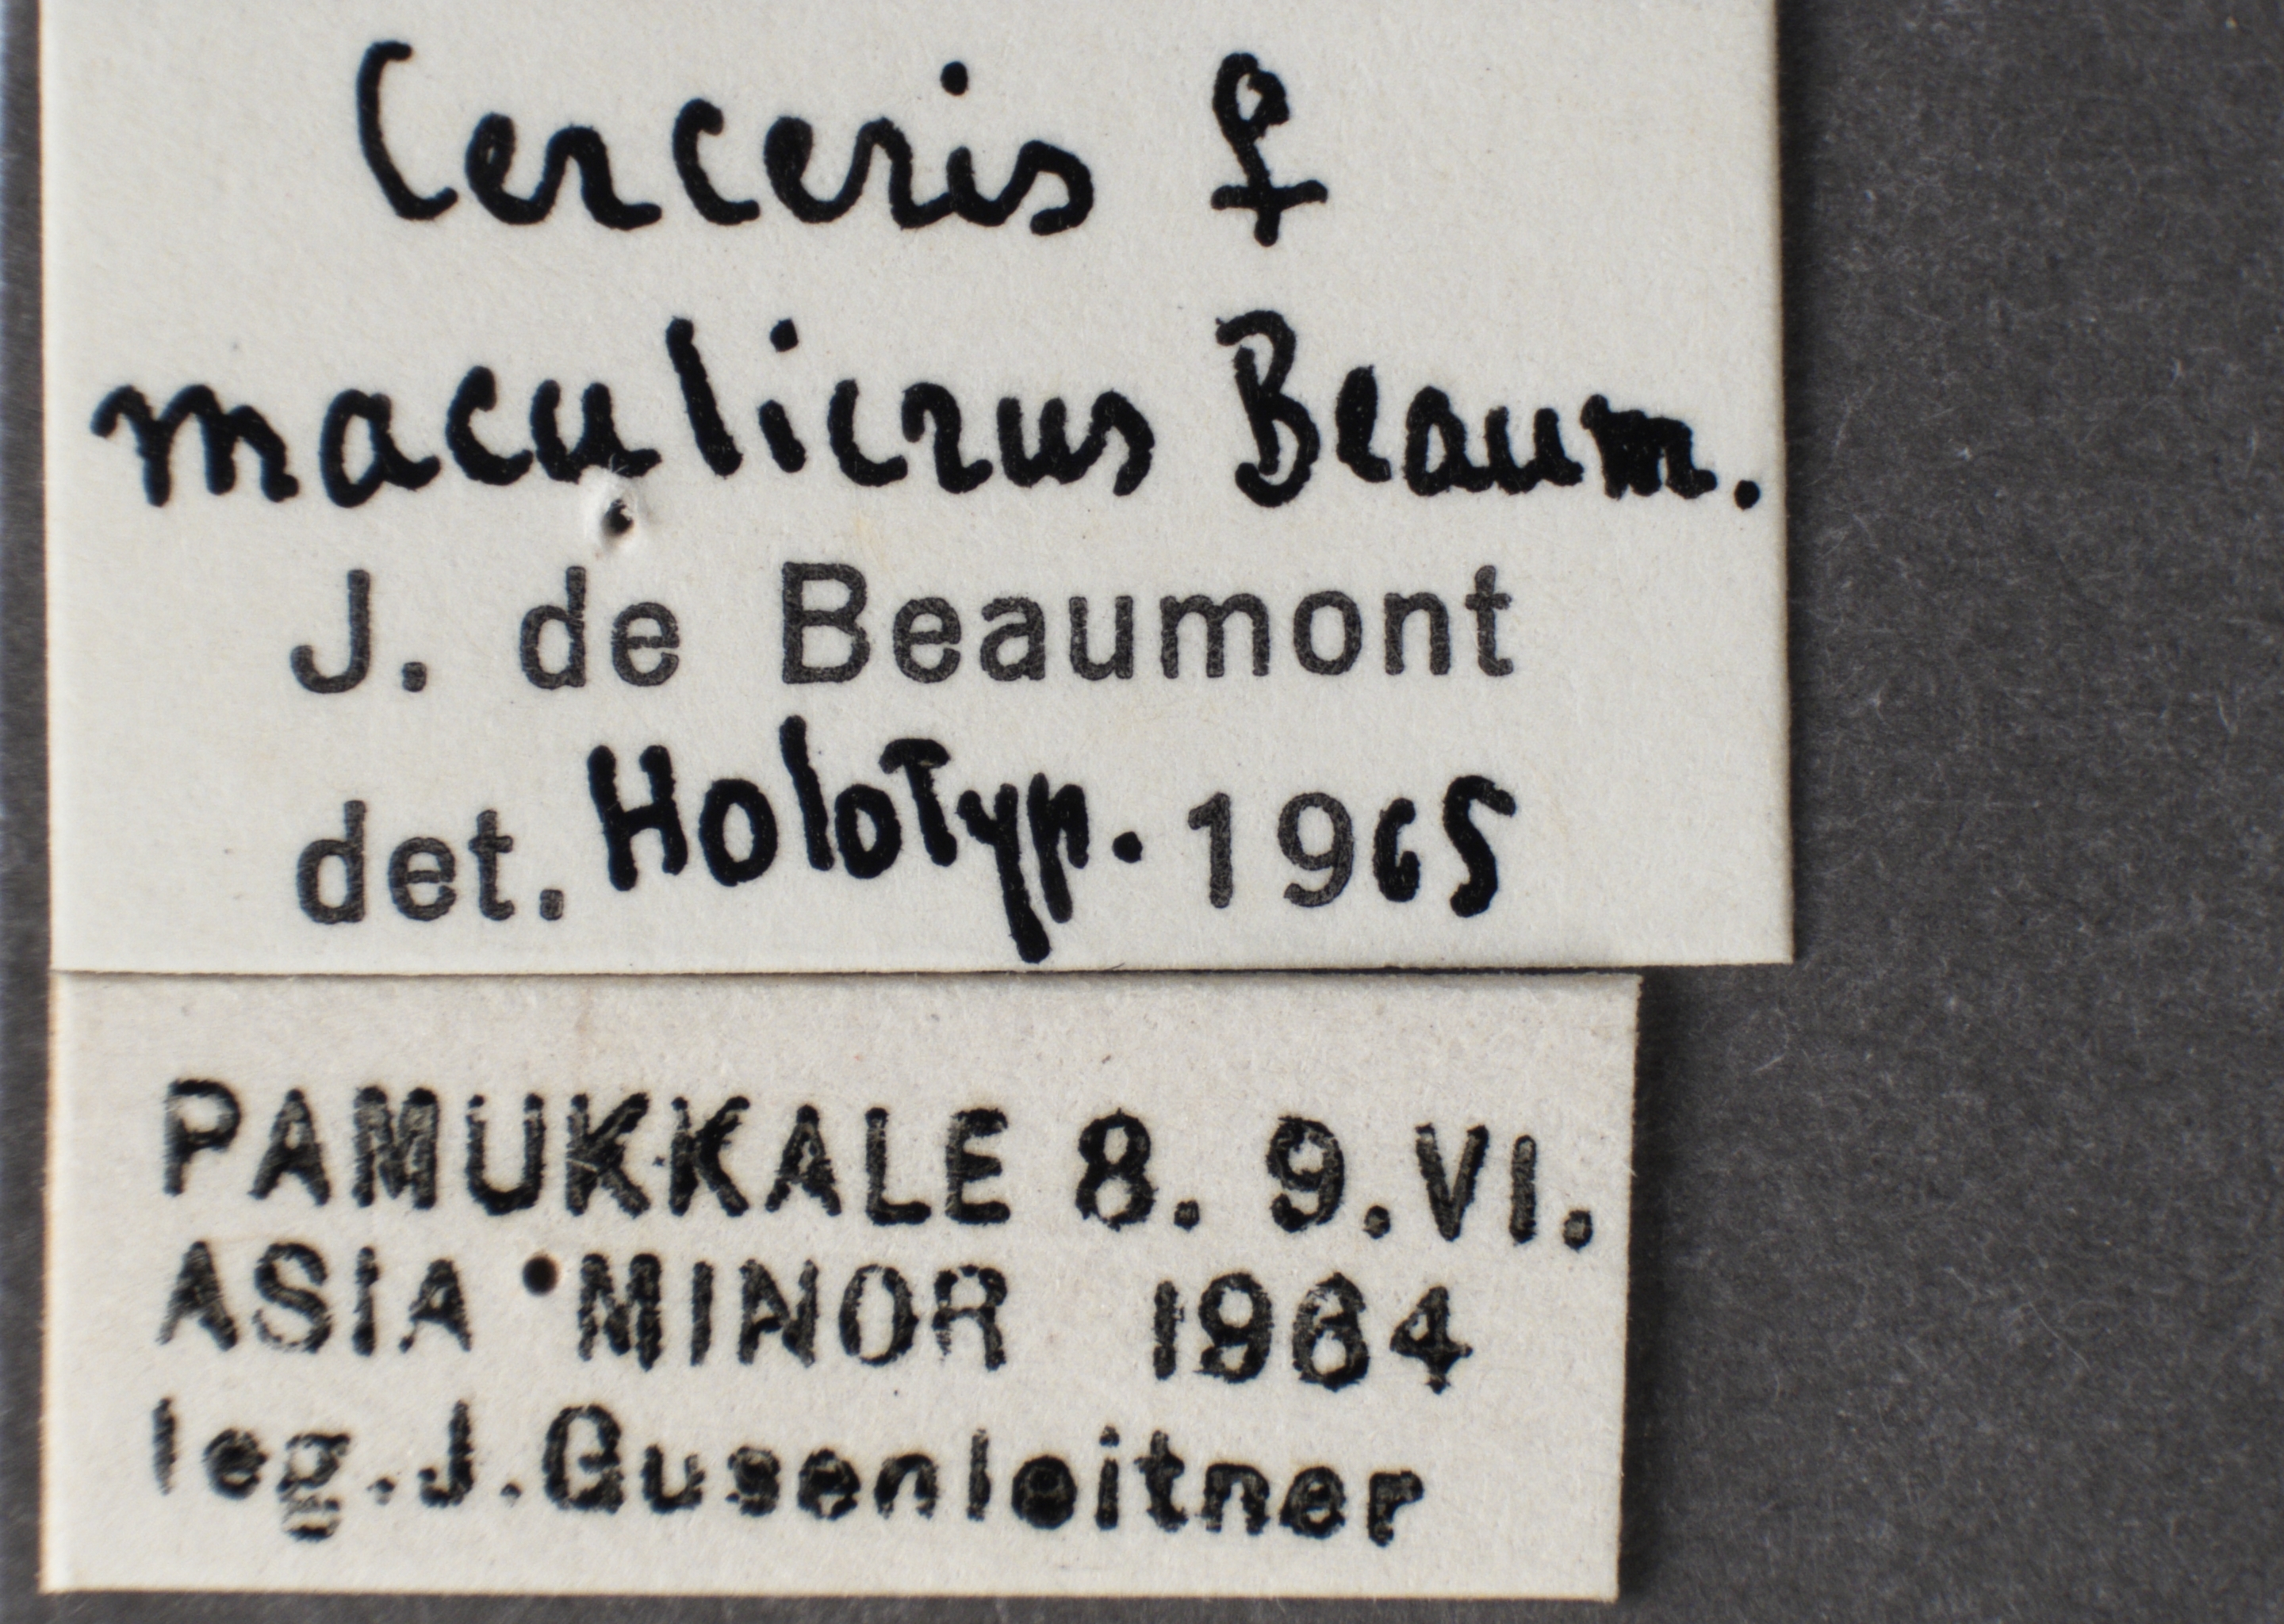 Cerceris ♀
maculicrus Beaum.
J. de Beaumont
det. Holotyp. 1965
PAMUKKALE 8. 9.VI.
ASIA MINOR 1964
leg.J.Gusenleitner